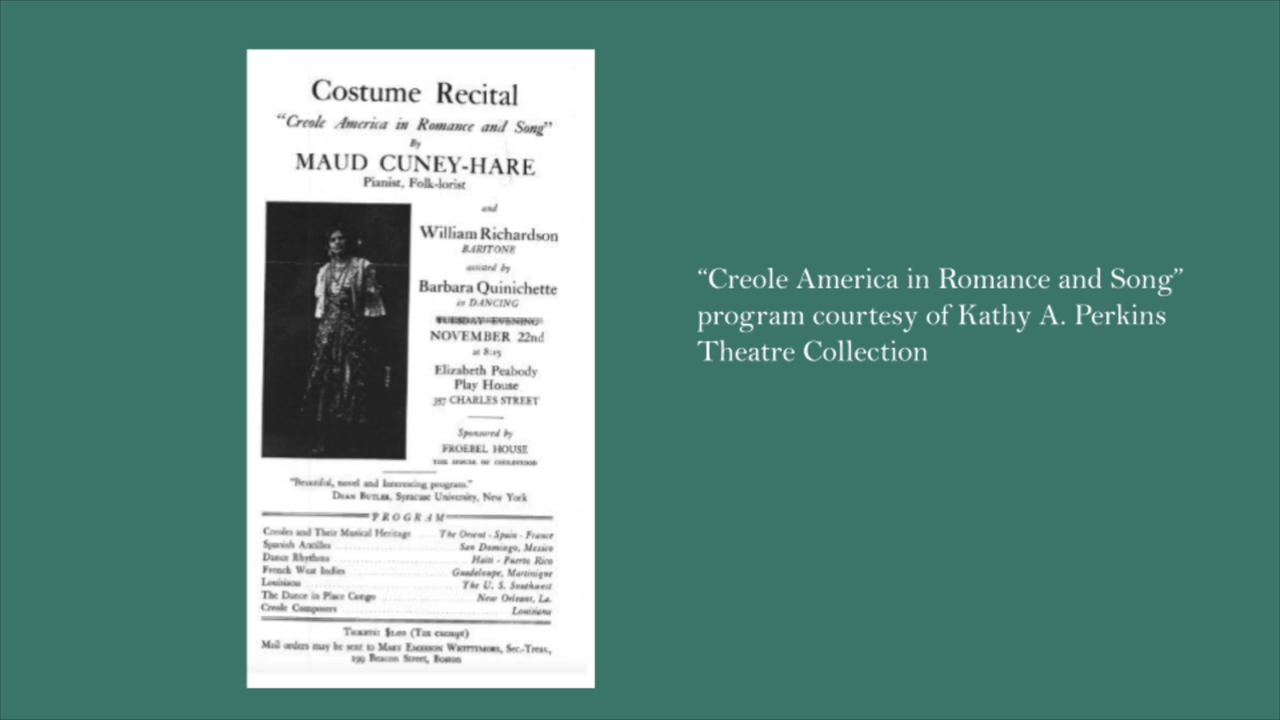 Costume Recital
“Creole America in Romance and Song”
By
MAUD CUNEY-HARE
Pianist, Folk-lorist
and
William Richardson
BARITONE
assisted by
Barbara Quinichette
in DANCING
TUESDAY EVENING
NOVEMBER 22nd
at 8:15
Elizabeth Peabody
Play House
357 CHARLES STREET
Sponsored by
FROEBEL HOUSE
THE HOUSE OF CHILDHOOD
"Beautiful, novel and interesting program."
DEAN BUTLER, Syracuse University, New York
PROGRAM
Creoles and Their Musical Heritage The Orient - Spain - France
Spanish Antilles San Domingo, Mexico
Dance Rhythms Haiti - Puerto Rico
French West Indies Guadeloupe, Martinique
Louisiana The U. S. Southwest
The Dance in Place Congo New Orleans, La.
Creole Composers Louisiana
TICKETS: $1.00 (Tax exempt)
Mail orders may be sent to MARY EMERSON WHITTEMORE, Sec.-Treas.,
199 Beacon Street, Boston
“Creole America in Romance and Song”
program courtesy of Kathy A. Perkins
Theatre Collection